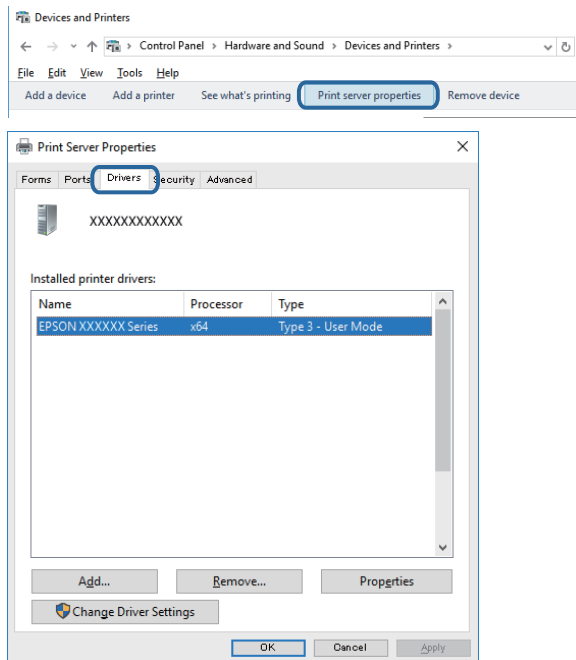 Devices and Printers
Control Panel > Hardware and Sound > Devices and Printers >
File Edit View Tools Help
Add a device Add a printer See what's printing Print server properties Remove device
Print Server Properties
Forms Ports Drivers Security Advanced
XXXXXXXXXXXX
Installed printer drivers:
Name Processor Type
EPSON XXXXXX Series x64 Type 3 - User Mode
Add... Remove... Properties
Change Driver Settings
OK Cancel Apply